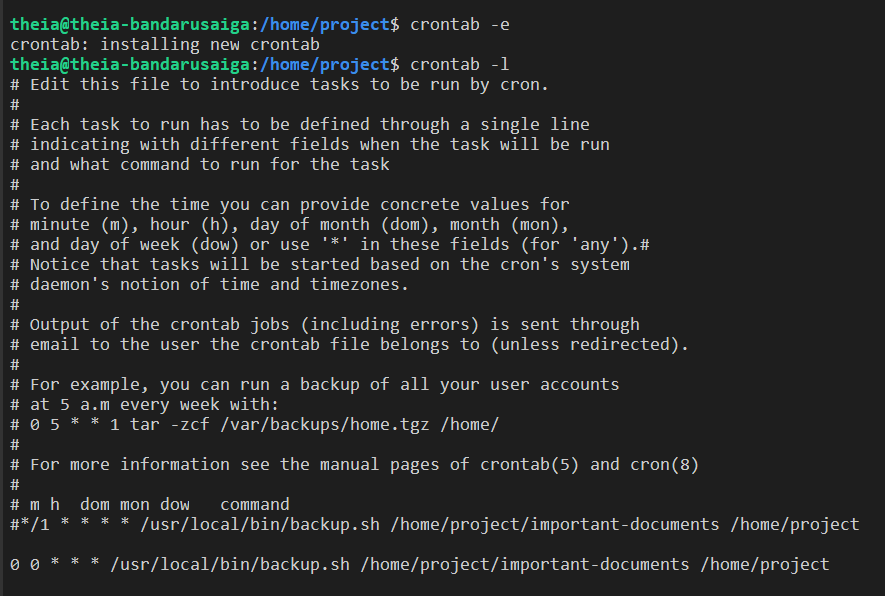 theia@theia-bandarusaiga:/home/project$ crontab -e
crontab: installing new crontab
theia@theia-bandarusaiga:/home/project$ crontab -l
# Edit this file to introduce tasks to be run by cron.
#
# Each task to run has to be defined through a single line
# indicating with different fields when the task will be run
# and what command to run for the task
#
# To define the time you can provide concrete values for
# minute (m), hour (h), day of month (dom), month (mon),
# and day of week (dow) or use '*' in these fields (for 'any').#
# Notice that tasks will be started based on the cron's system
# daemon's notion of time and timezones.
#
# Output of the crontab jobs (including errors) is sent through
# email to the user the crontab file belongs to (unless redirected).
#
# For example, you can run a backup of all your user accounts
# at 5 a.m every week with:
# 0 5 * * 1 tar -zcf /var/backups/home.tgz /home/
#
# For more information see the manual pages of crontab(5) and cron(8)
#
# m h  dom mon dow   command
#*/1 * * * * /usr/local/bin/backup.sh /home/project/important-documents /home/project
0 0 * * * /usr/local/bin/backup.sh /home/project/important-documents /home/project